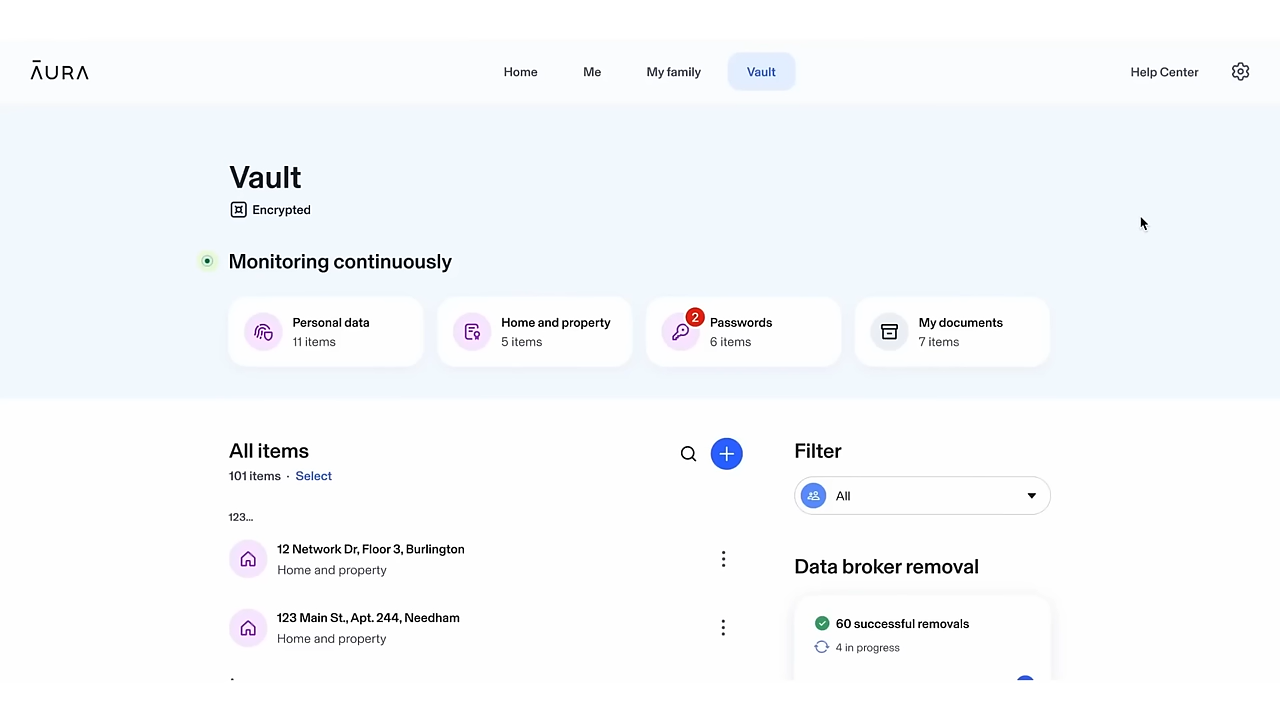 ĀURA
Home
Me
My family
Vault
Help Center
Vault
Encrypted
Monitoring continuously
Personal data
11 items
Home and property
5 items
2
Passwords
6 items
My documents
7 items
All items
101 items · Select
123...
12 Network Dr, Floor 3, Burlington
Home and property
123 Main St., Apt. 244, Needham
Home and property
Filter
All
Data broker removal
60 successful removals
4 in progress